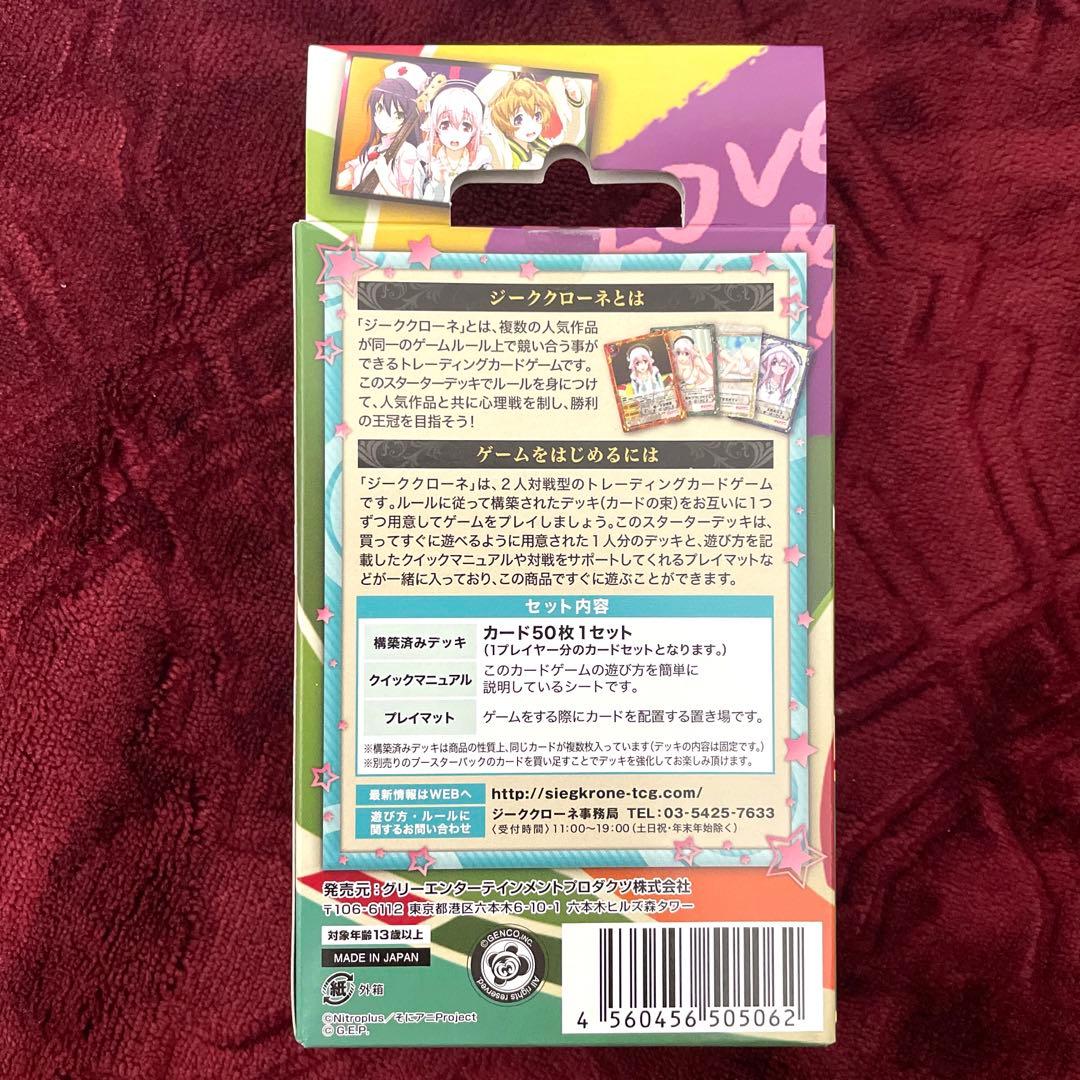 Love
&
ジーククローネとは
「ジーククローネ」とは、複数の人気作品
が同一のゲームルール上で競い合う事が
ができるトレーディングカードゲームです。
このスターターデッキでルールを身につけ
て、人気作品と共に心理戦を制し、勝利
の王冠を目指そう!
ゲームをはじめるには
「ジーククローネ」は、2人対戦型のトレーディングカードゲーム
です。ルールに従って構築されたデッキ(カードの束)をお互いに1つ
ずつ用意してゲームをプレイしましょう。このスターターデッキは、
買ってすぐに遊べるように用意された1人分のデッキと、遊び方を記
載したクイックマニュアルや対戦をサポートしてくれるプレイマットな
どが一緒に入っており、この商品ですぐに遊ぶことができます。
セット内容
構築済みデッキ
カード50枚1セット
(1プレイヤー分のカードセットとなります。)
クイックマニュアル
このカードゲームの遊び方を簡単に
説明しているシートです。
プレイマット
ゲームをする際にカードを配置する置き場です。
※構築済みデッキは商品の性質上、同じカードが複数枚入っています(デッキの内容は固定です。)
※別売りのブースターパックのカードを買い足すことでデッキを強化してお楽しみ頂けます。
最新情報はWEBへ http://siegkrone-tcg.com/
遊び方・ルールに
関するお問い合わせ
ジーククローネ事務局 TEL:03-5425-7633
〈受付時間〉11:00〜19:00(土日祝・年末年始除く)
発売元:グリーエンターテインメントプロダクツ株式会社
〒106-6112 東京都港区六本木6-10-1 六本木ヒルズ森タワー
対象年齢13歳以上
MADE IN JAPAN
紙 外箱
©GENCO,INC.
All rights reserved
©Nitroplus/そにアニProject
© G.E.P.
4 560456 505062